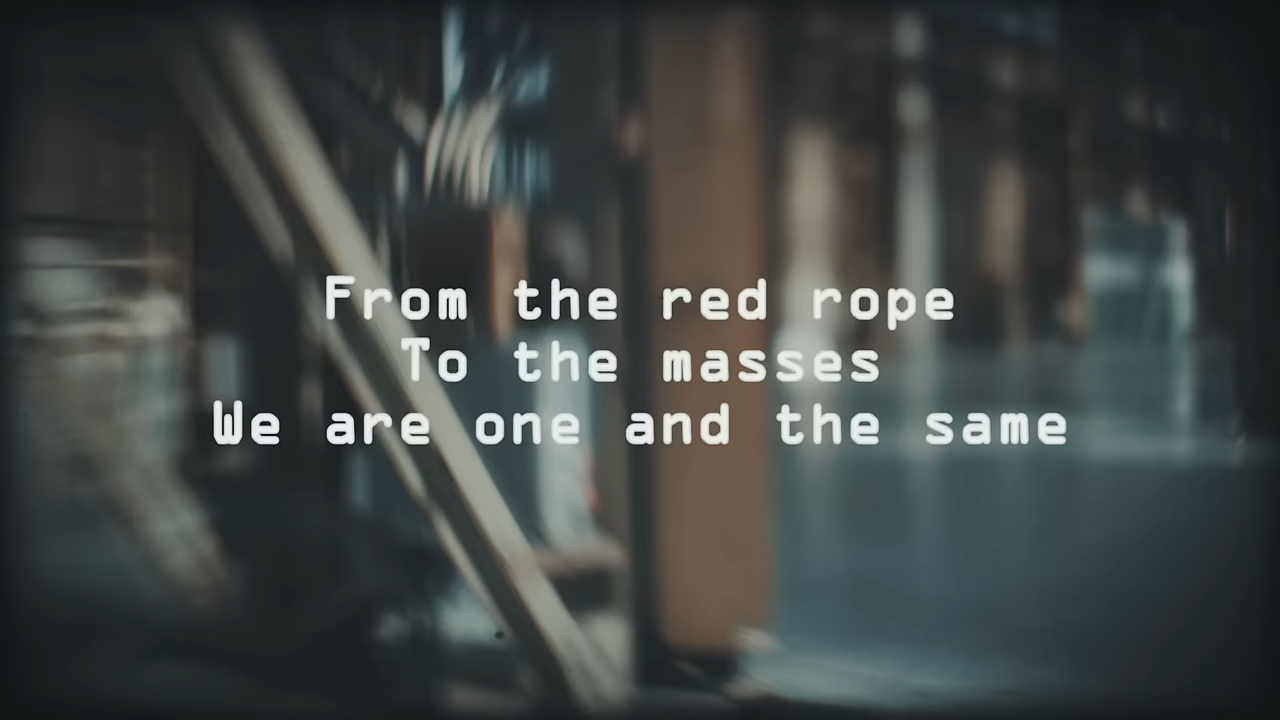 From the red rope
To the masses
We are one and the same